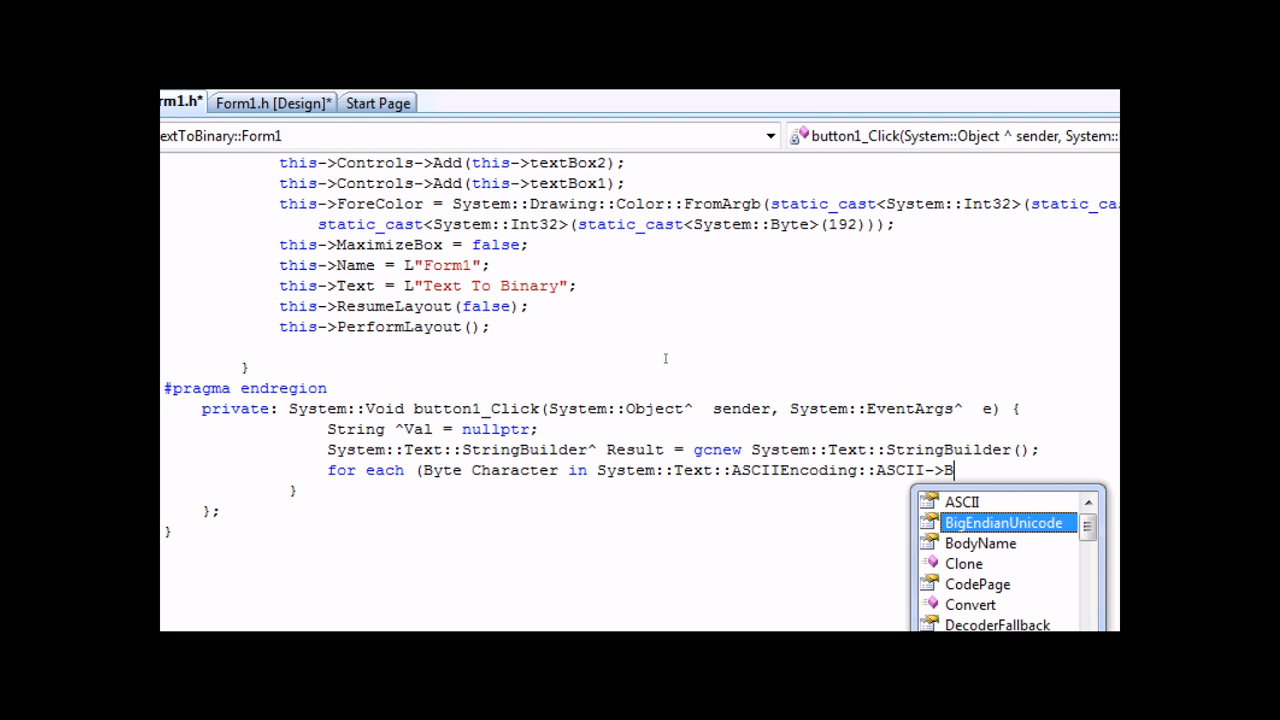 rm1.h* Form1.h [Design]* Start Page
extToBinary::Form1 button1_Click(System::Object ^ sender, System::
this->Controls->Add(this->textBox2);
this->Controls->Add(this->textBox1);
this->ForeColor = System::Drawing::Color::FromArgb(static_cast<System::Int32>(static_ca
static_cast<System::Int32>(static_cast<System::Byte>(192)));
this->MaximizeBox = false;
this->Name = L"Form1";
this->Text = L"Text To Binary";
this->ResumeLayout(false);
this->PerformLayout();
}
#pragma endregion
private: System::Void button1_Click(System::Object^  sender, System::EventArgs^  e) {
String ^Val = nullptr;
System::Text::StringBuilder^ Result = gcnew System::Text::StringBuilder();
for each (Byte Character in System::Text::ASCIIEncoding::ASCII->B
}
};
}
ASCII
BigEndianUnicode
BodyName
Clone
CodePage
Convert
DecoderFallback